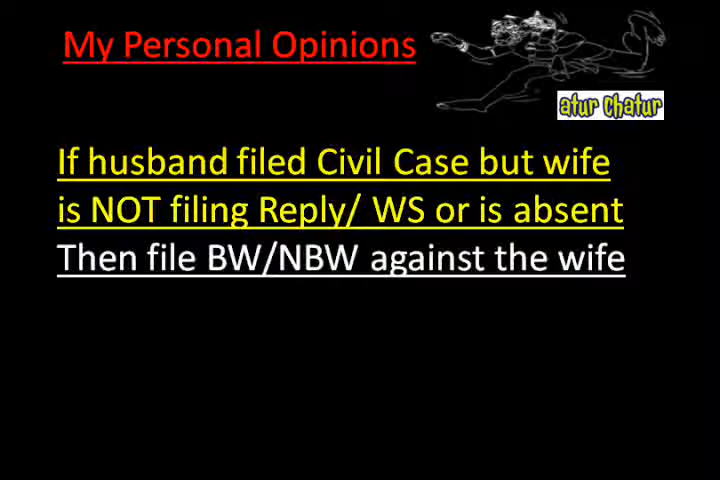 My Personal Opinions
atur chatur
If husband filed Civil Case but wife
is NOT filing Reply/ WS or is absent
Then file BW/NBW against the wife